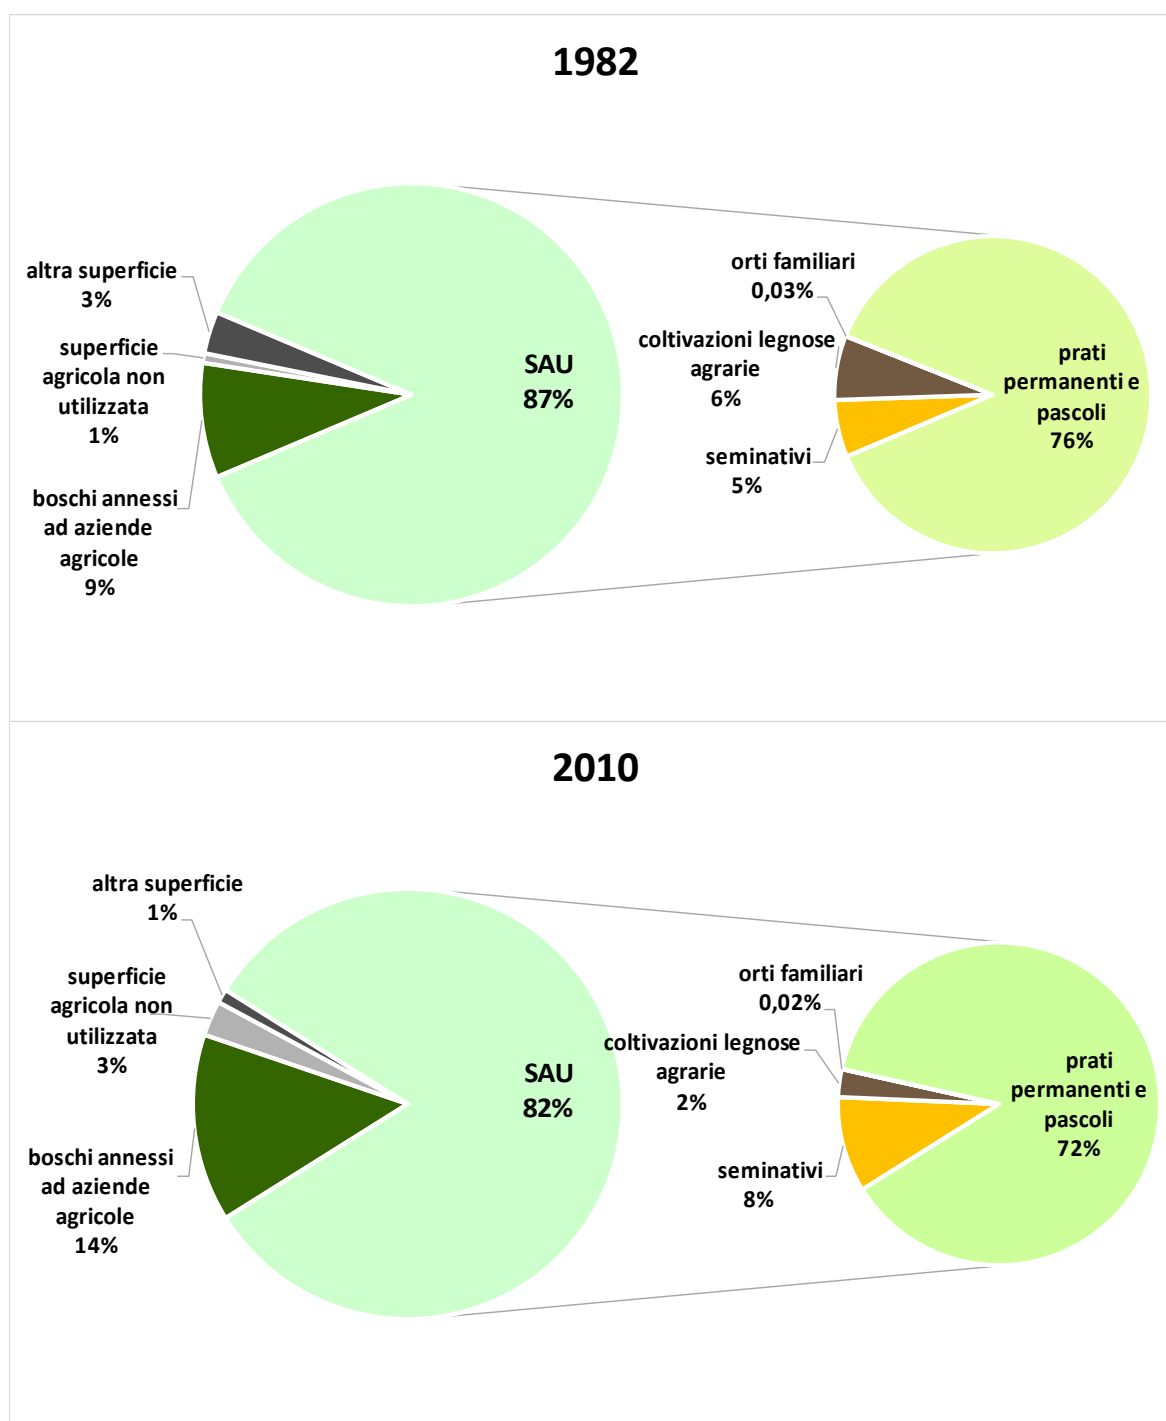 1982
altra superficie
3%
superficie
agricola non
utilizzata
1%
boschi annessi
ad aziende
agricole
9%
SAU
87%
orti familiari
0,03%
coltivazioni legnose
agrarie
6%
seminativi
5%
prati
permanenti e
pascoli
76%
2010
altra superficie
1%
superficie
agricola non
utilizzata
3%
boschi annessi
ad aziende
agricole
14%
SAU
82%
orti familiari
0,02%
coltivazioni legnose
agrarie
2%
seminativi
8%
prati
permanenti e
pascoli
72%